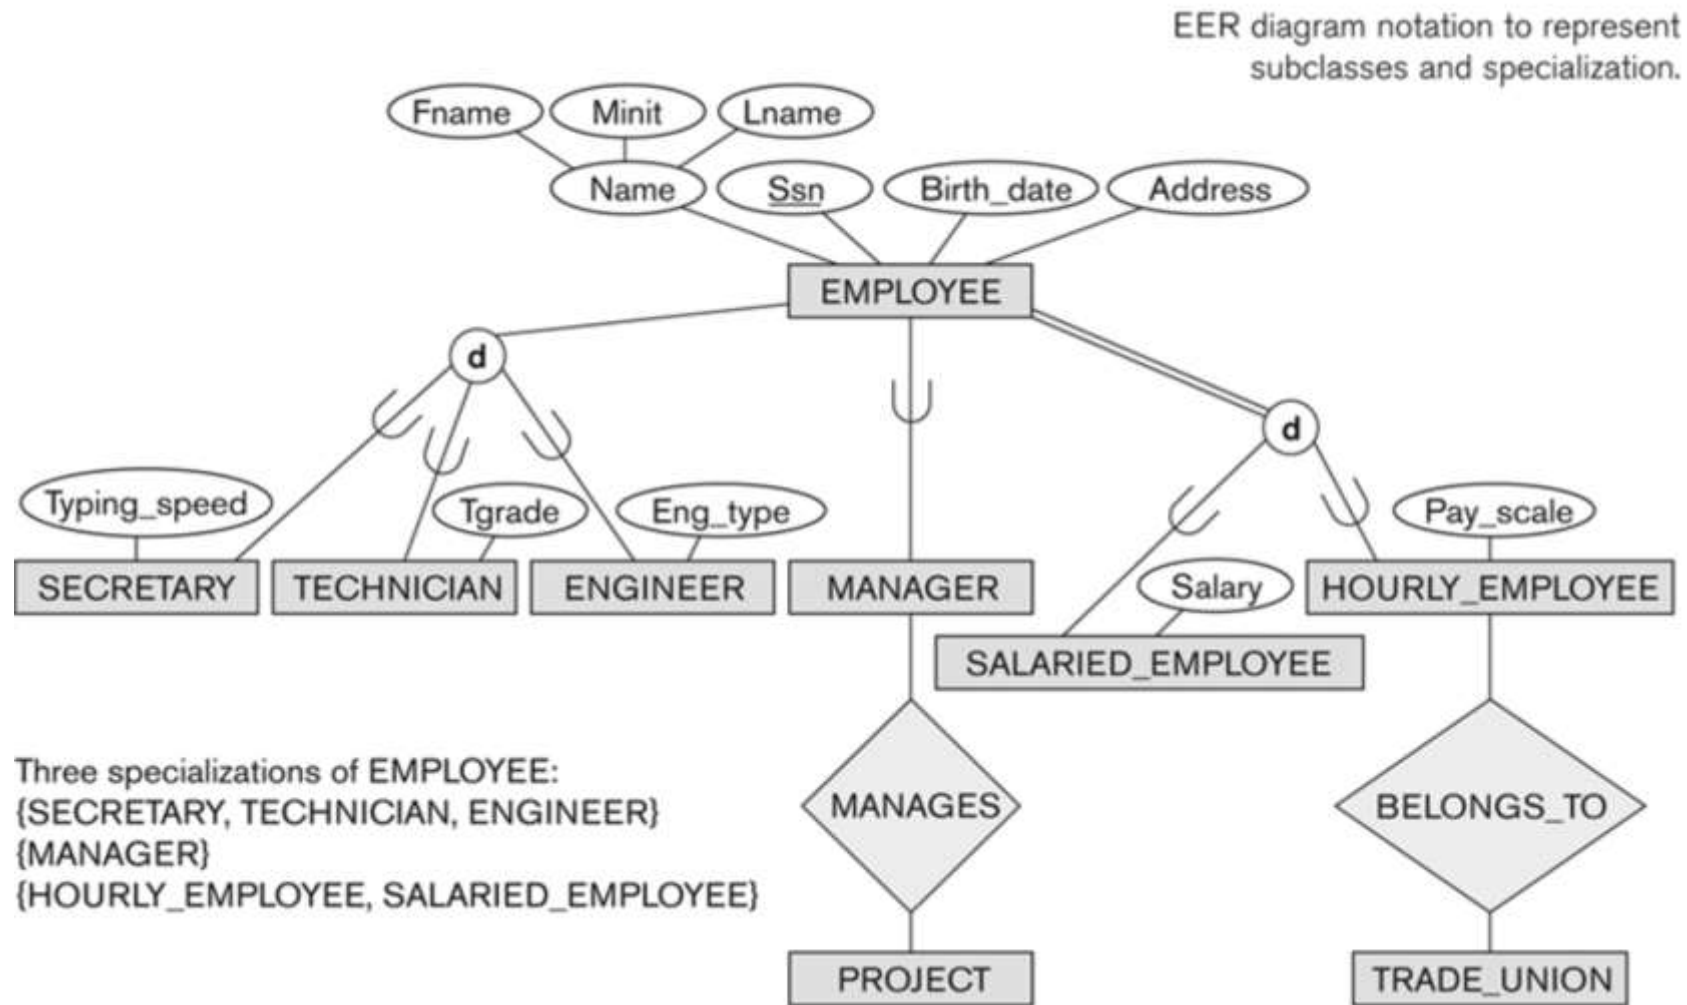 EER diagram notation to represent
subclasses and specialization.
Fname
Minit
Lname
Name
Ssn
Birth_date
Address
EMPLOYEE
d
d
Typing_speed
Tgrade
Eng_type
Pay_scale
SECRETARY
TECHNICIAN
ENGINEER
MANAGER
Salary
HOURLY_EMPLOYEE
SALARIED_EMPLOYEE
Three specializations of EMPLOYEE:
{SECRETARY, TECHNICIAN, ENGINEER}
{MANAGER}
{HOURLY_EMPLOYEE, SALARIED_EMPLOYEE}
MANAGES
BELONGS_TO
PROJECT
TRADE_UNION